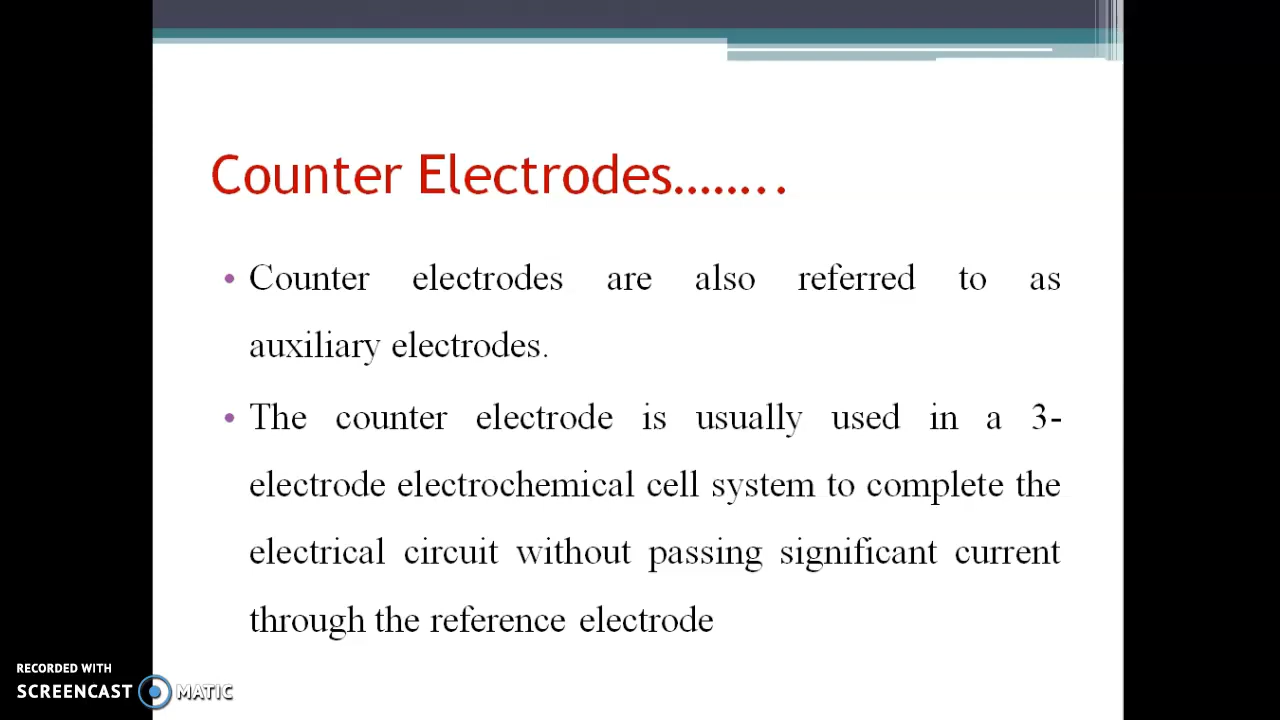 Counter Electrodes……..
• Counter electrodes are also referred to as
auxiliary electrodes.
• The counter electrode is usually used in a 3-
electrode electrochemical cell system to complete the
electrical circuit without passing significant current
through the reference electrode
RECORDED WITH
SCREENCAST MATIC